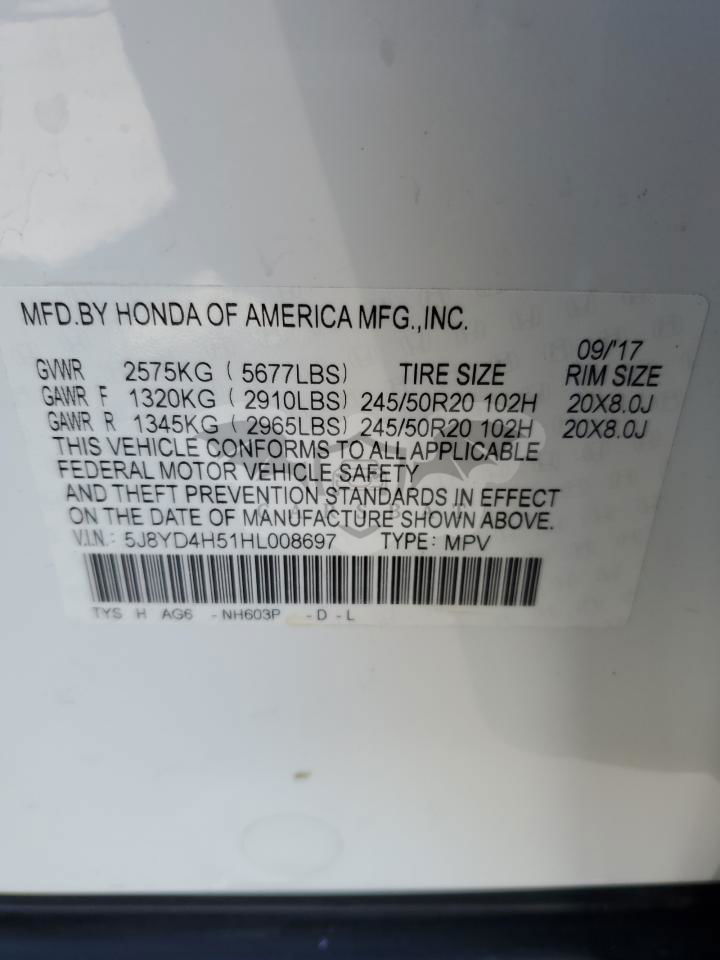 MFD.BY HONDA OF AMERICA MFG.,INC.
09/'17
GVWR 2575KG ( 5677LBS) TIRE SIZE RIM SIZE
GAWR F 1320KG ( 2910LBS) 245/50R20 102H 20X8.0J
GAWR R 1345KG ( 2965LBS) 245/50R20 102H 20X8.0J
THIS VEHICLE CONFORMS TO ALL APPLICABLE
FEDERAL MOTOR VEHICLE SAFETY
AND THEFT PREVENTION STANDARDS IN EFFECT
ON THE DATE OF MANUFACTURE SHOWN ABOVE.
V.I.N.: 5J8YD4H51HL008697 TYPE: MPV
TYS H AG6 -NH603P -D -L